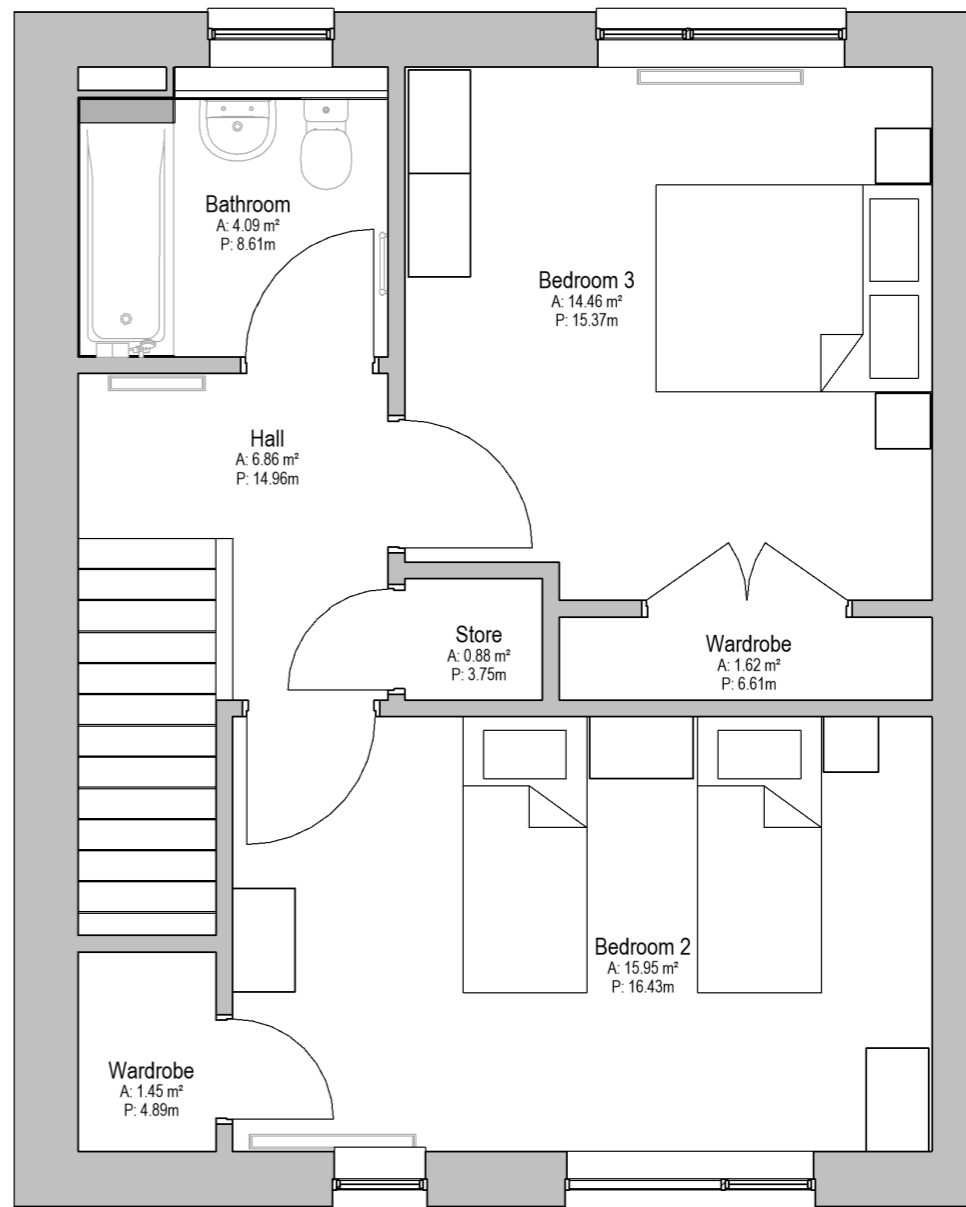 Bathroom
A: 4.09 m²
P: 8.61m
Bedroom 3
A: 14.46 m²
P: 15.37m
Hall
A: 6.86 m²
P: 14.96m
Store
A: 0.88 m²
P: 3.75m
Wardrobe
A: 1.62 m²
P: 6.61m
Bedroom 2
A: 15.95 m²
P: 16.43m
Wardrobe
A: 1.45 m²
P: 4.89m